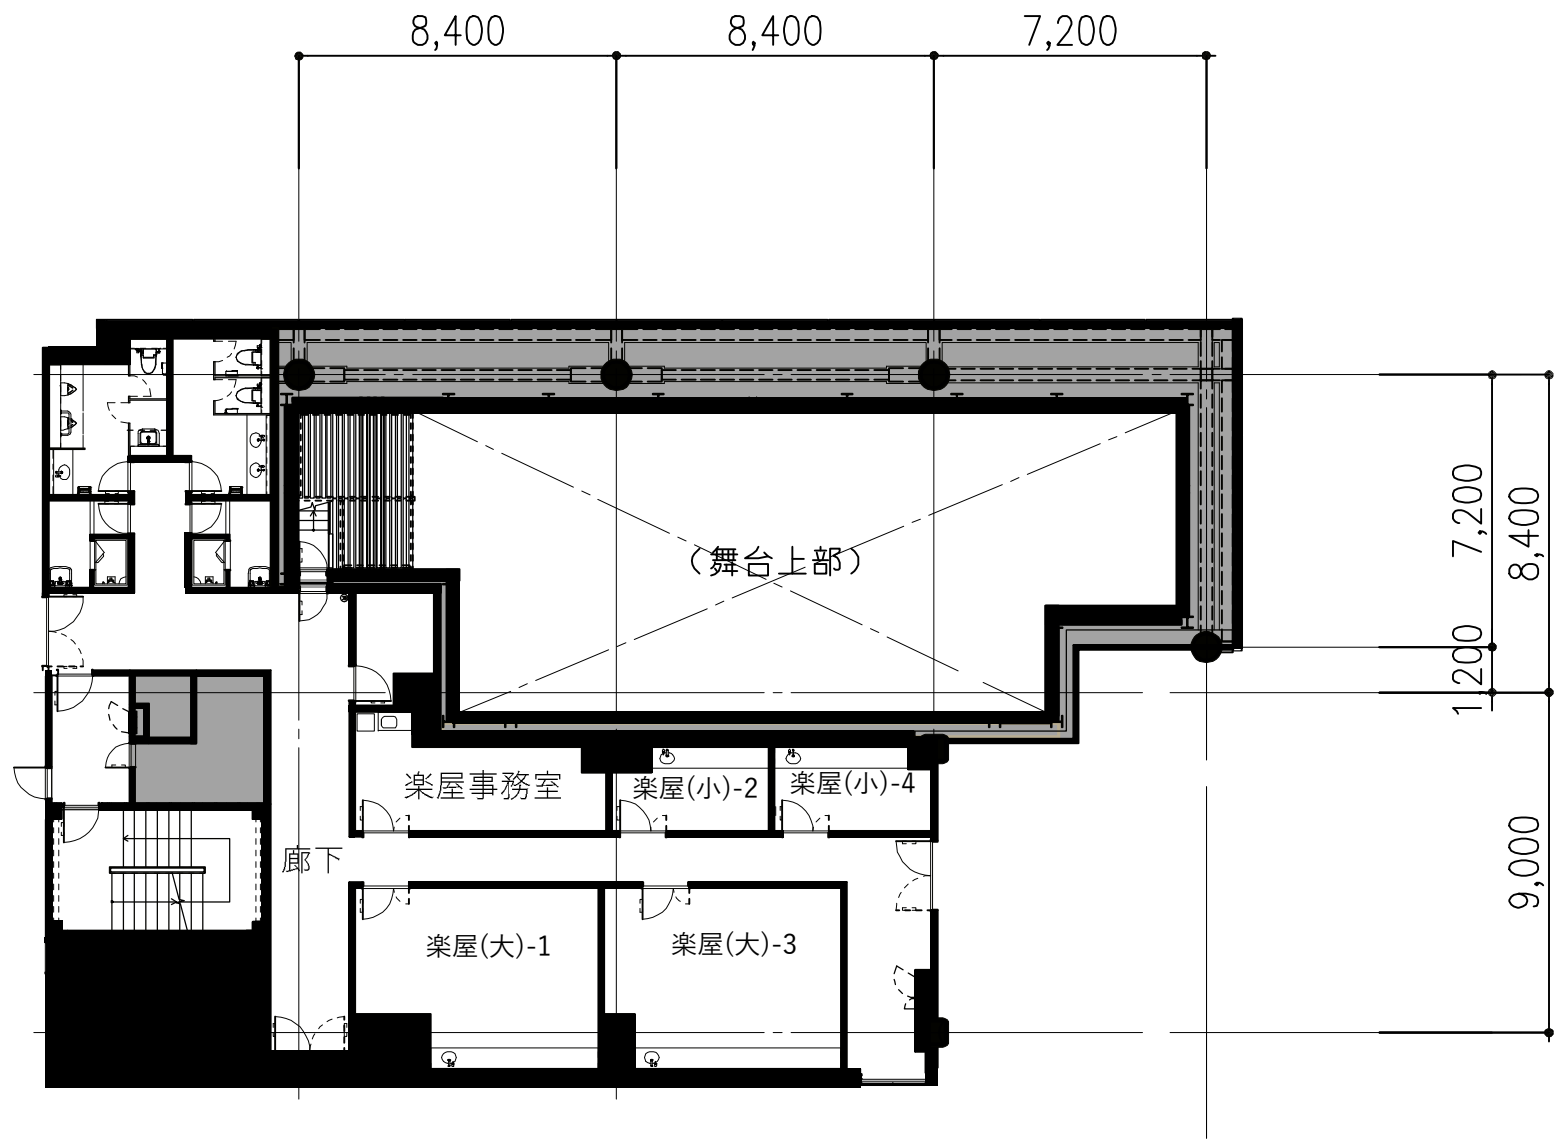 8,400
8,400
7,200
7,200
8,400
(舞台上部)
1,200
楽屋事務室
楽屋(小)-2
楽屋(小)-4
9,000
廊下
楽屋(大)-1
楽屋(大)-3